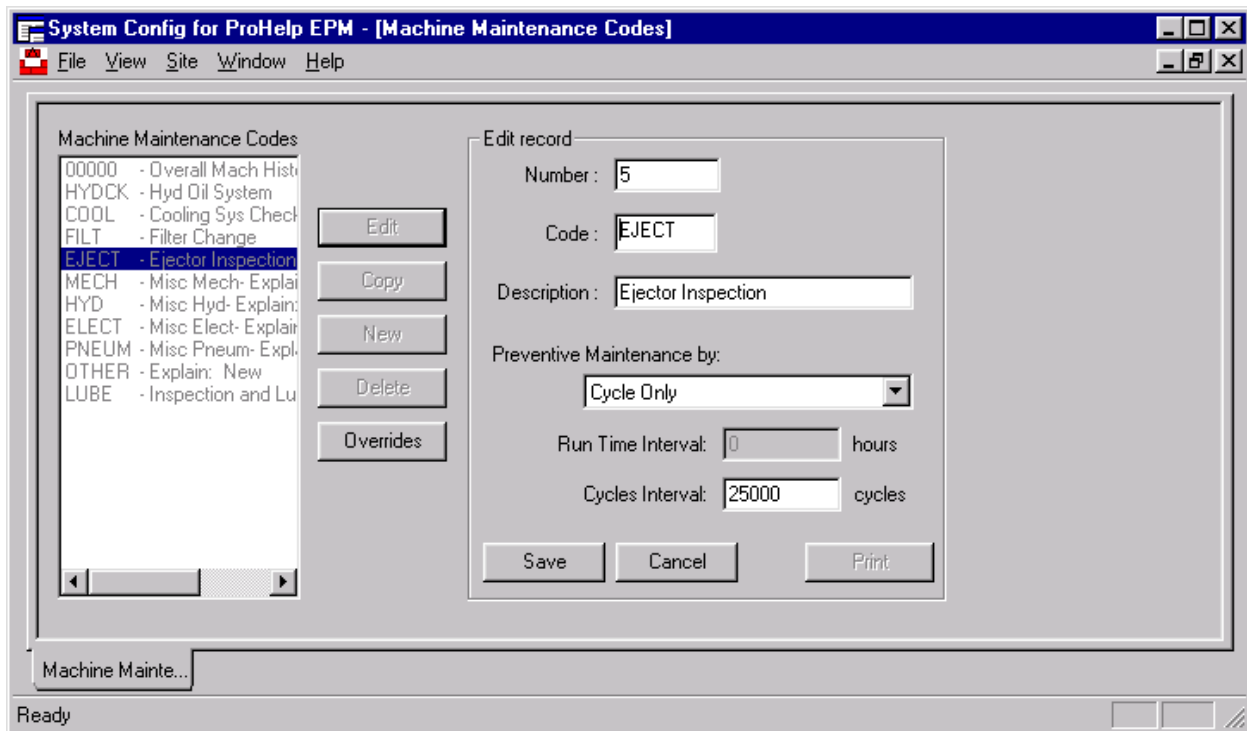 System Config for ProHelp EPM - [Machine Maintenance Codes]
File View Site Window Help
Machine Maintenance Codes
00000 - Overall Mach Hist
HYDCK - Hyd Oil System
COOL - Cooling Sys Check
FILT - Filter Change
EJECT - Ejector Inspection
MECH - Misc Mech- Explai
HYD - Misc Hyd- Explain:
ELECT - Misc Elect- Explain
PNEUM - Misc Pneum- Expl
OTHER - Explain: New
LUBE - Inspection and Lu
Edit
Copy
New
Delete
Overrides
Edit record
Number : 5
Code : EJECT
Description : Ejector Inspection
Preventive Maintenance by:
Cycle Only
Run Time Interval: 0 hours
Cycles Interval: 25000 cycles
Save Cancel Print
Machine Mainte...
Ready